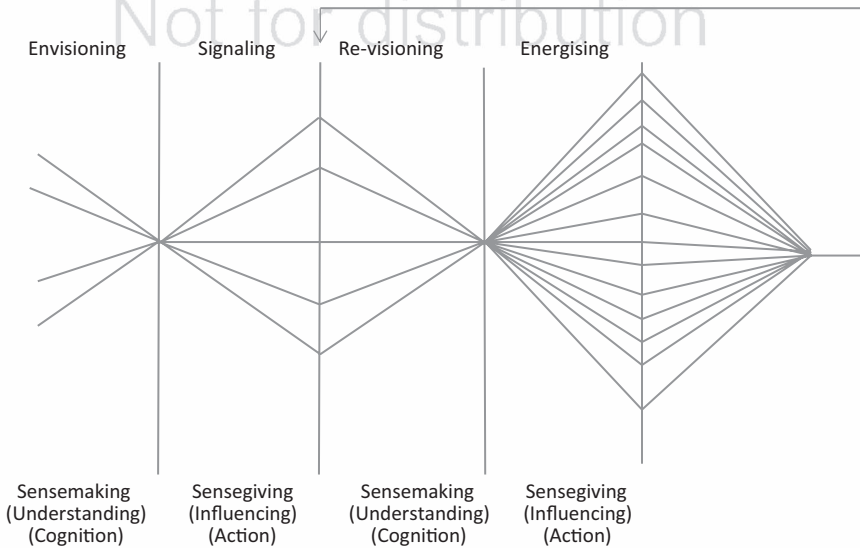 Not for distribution
Envisioning
Signaling
Re-visioning
Energising
Sensemaking
(Understanding)
(Cognition)
Sensegiving
(Influencing)
(Action)
Sensemaking
(Understanding)
(Cognition)
Sensegiving
(Influencing)
(Action)